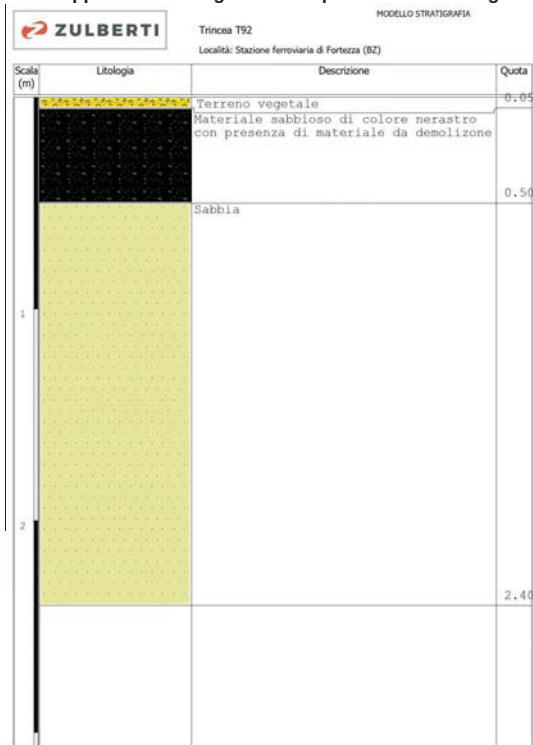 MODELLO STRATIGRAFIA
ZULBERTI
Trincea T92
Località: Stazione ferroviaria di Fortezza (BZ)
Scala
(m)
Litologia
Descrizione
Quota
0.05
Terreno vegetale
Materiale sabbioso di colore nerastro
con presenza di materiale da demolizone
0.50
Sabbia
1
2
2.40